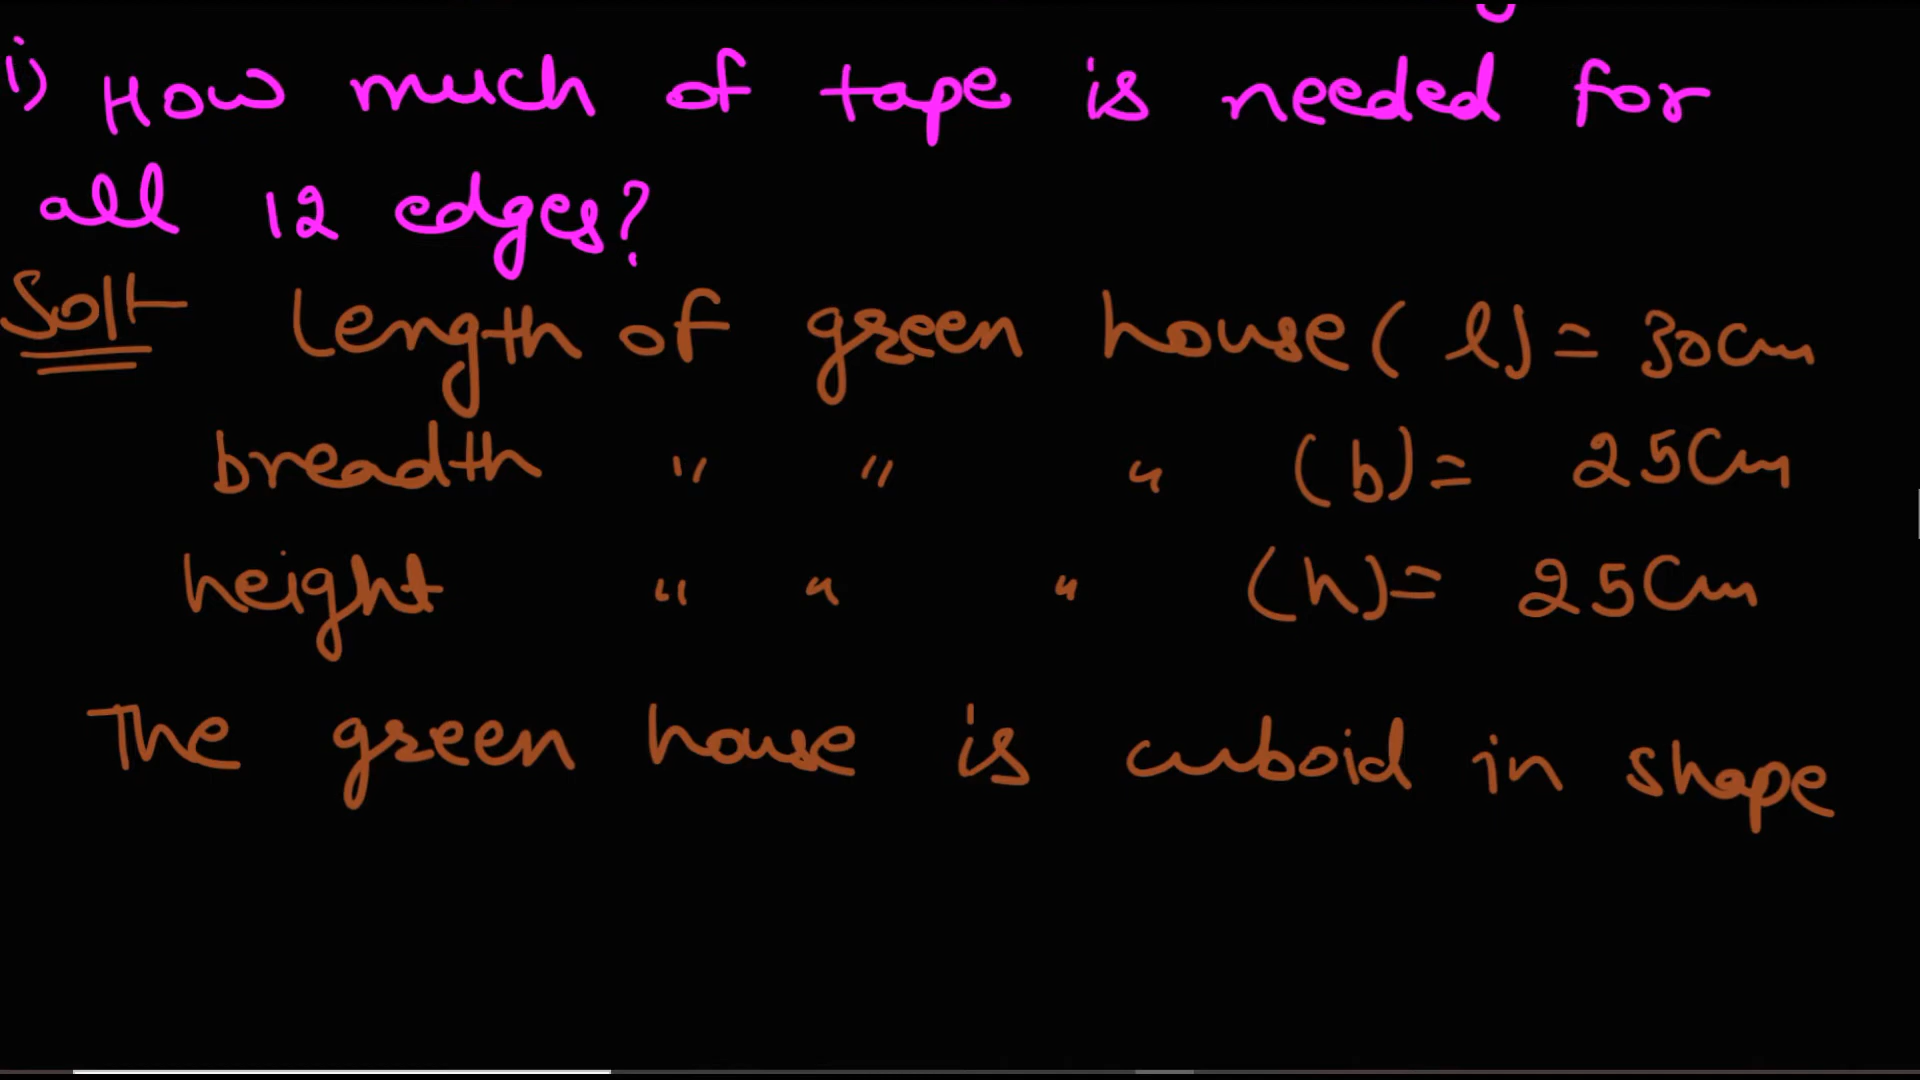 i) How much of tape is needed for
all 12 edges?
Sol:- Length of green house (l) = 30cm
breadth " " " (b) = 25cm
height " " " (h) = 25cm
The green house is cuboid in shape